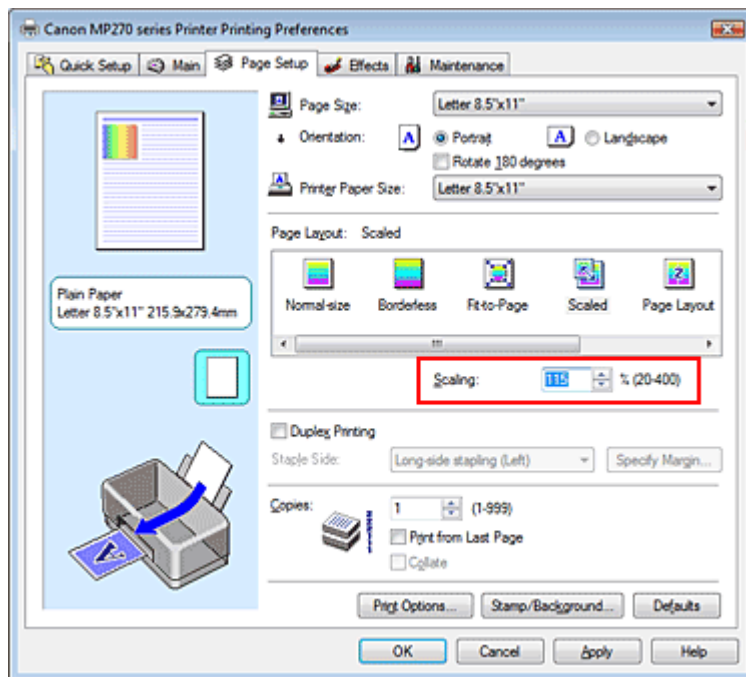 Canon MP270 series Printer Printing Preferences
Quick Setup Main Page Setup Effects Maintenance
Page Size: Letter 8.5"x11"
Orientation: A Portrait A Landscape
Rotate 180 degrees
Printer Paper Size: Letter 8.5"x11"
Page Layout: Scaled
Normal-size Borderless Fit-to-Page Scaled Page Layout
Plain Paper
Letter 8.5"x11" 215.9x279.4mm
Scaling: 115 % (20-400)
Duplex Printing
Staple Side: Long-side stapling (Left) Specify Margin...
Copies: 1 (1-999)
Print from Last Page
Collate
Print Options... Stamp/Background... Defaults
OK Cancel Apply Help